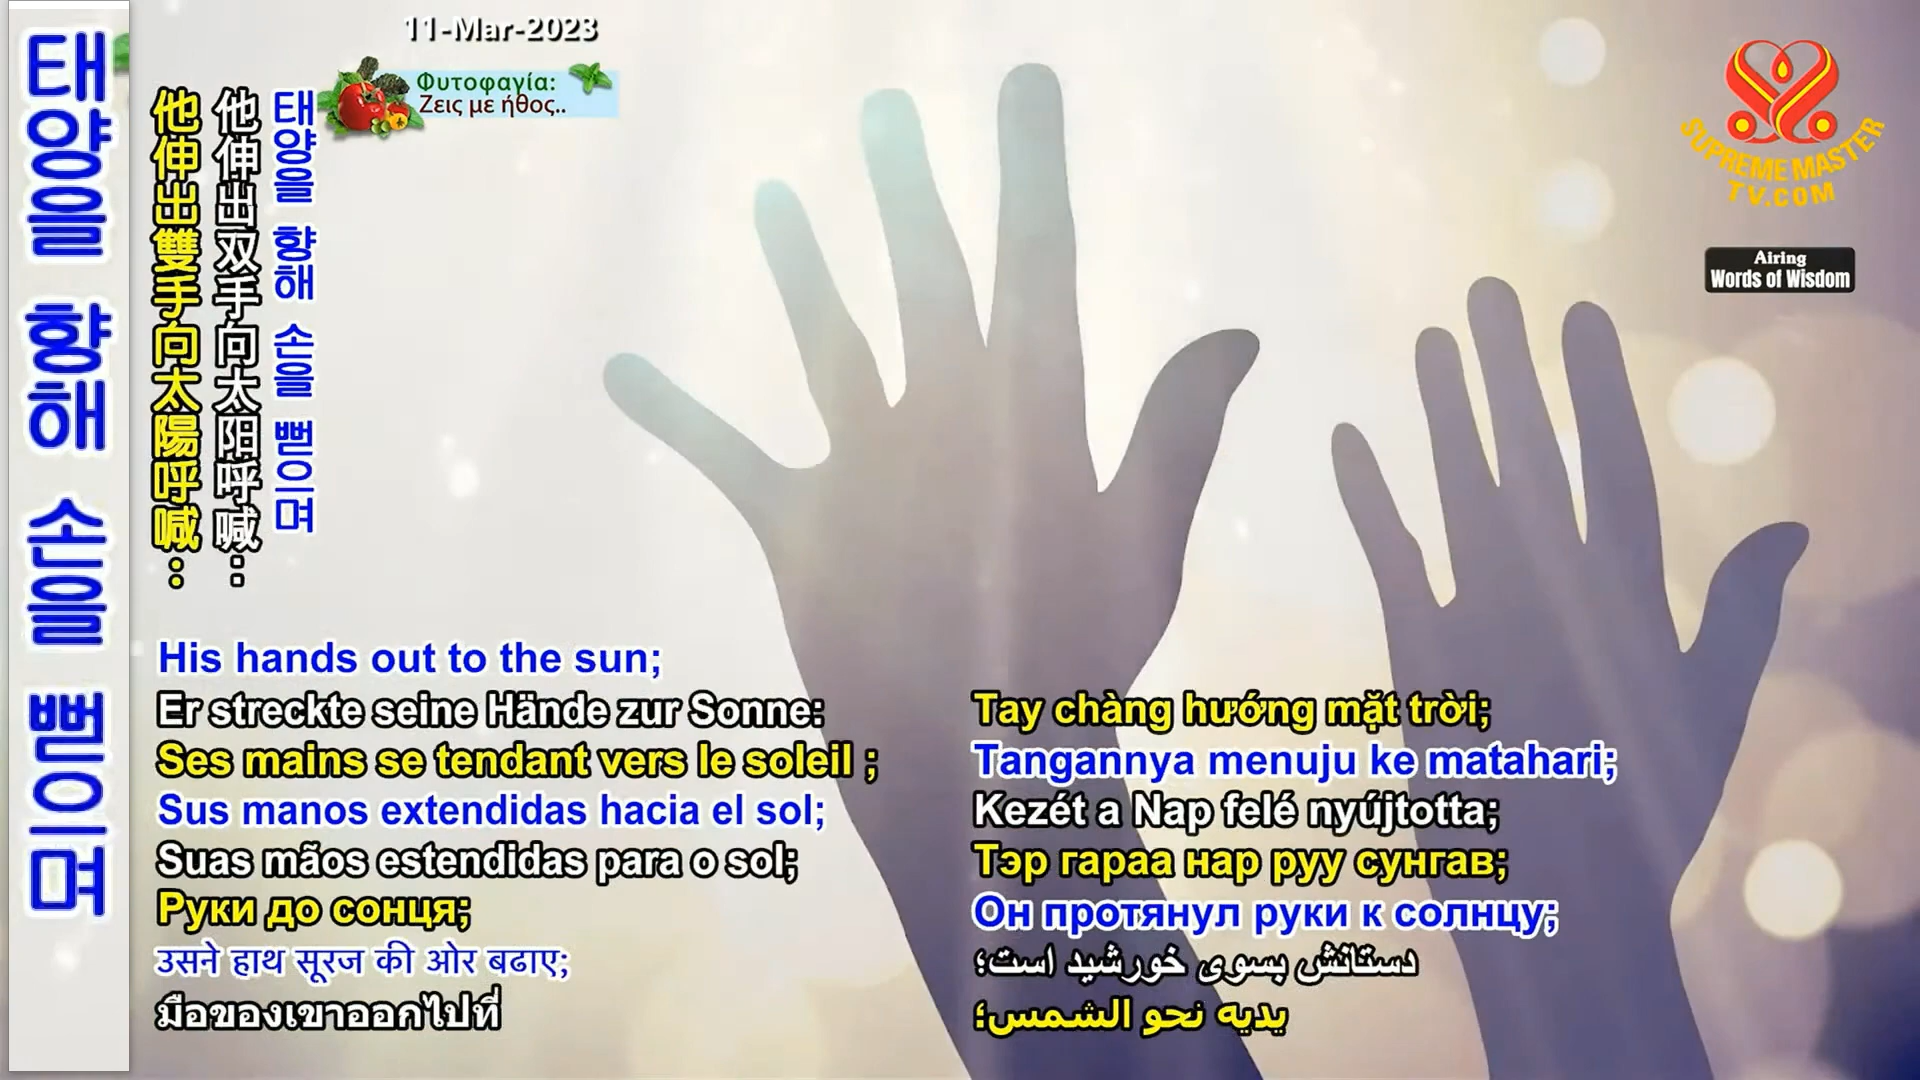 태양을 향해 손을 뻗으며
11-Mar-2023
Φυτοφαγία:
Ζεις με ήθος..
他伸出雙手向太陽呼喊…
他伸出双手向太阳呼喊…
태양을 향해 손을 뻗으며
SUPREME MASTER
TV.COM
Airing
Words of Wisdom
His hands out to the sun;
Er streckte seine Hände zur Sonne:
Ses mains se tendant vers le soleil ;
Sus manos extendidas hacia el sol;
Suas mãos estendidas para o sol;
Руки до сонця;
उसने हाथ सूरज की ओर बढाए;
มือของเขาออกไปที่
Tay chàng hướng mặt trời;
Tangannya menuju ke matahari;
Kezét a Nap felé nyújtotta;
Тэр гараа нар руу сунгав;
Он протянул руки к солнцу;
دستانش بسوی خورشید است؛
يديه نحو الشمس؛